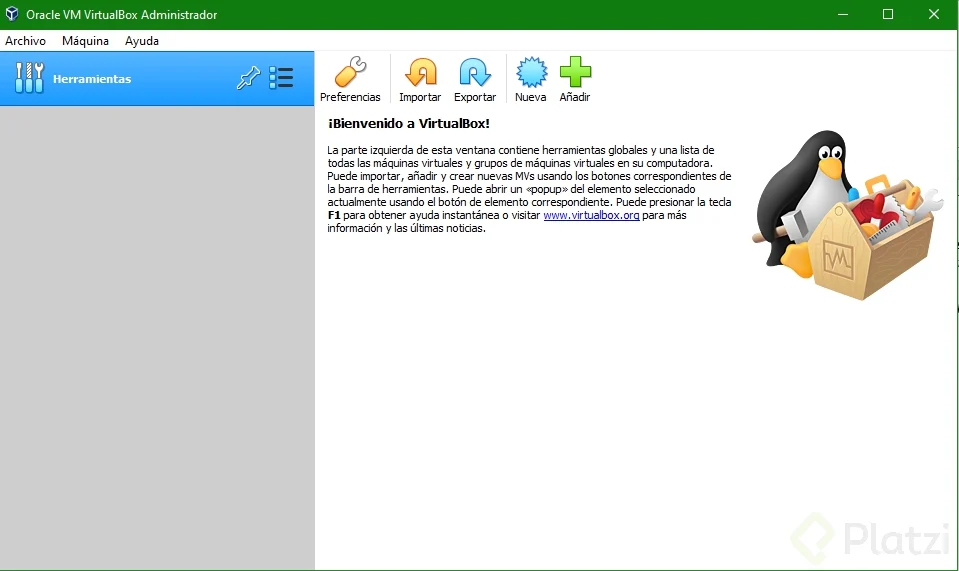 Oracle VM VirtualBox Administrador
Archivo Máquina Ayuda
Herramientas
Preferencias Importar Exportar Nueva Añadir
¡Bienvenido a VirtualBox!
La parte izquierda de esta ventana contiene herramientas globales y una lista de
todas las máquinas virtuales y grupos de máquinas virtuales en su computadora.
Puede importar, añadir y crear nuevas MVs usando los botones correspondientes de
la barra de herramientas. Puede abrir un «popup» del elemento seleccionado
actualmente usando el botón de elemento correspondiente. Puede presionar la tecla
F1 para obtener ayuda instantánea o visitar www.virtualbox.org para más
información y las últimas noticias.
Platzi